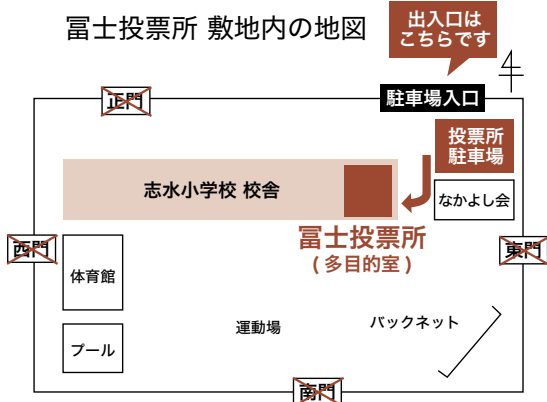 冨士投票所 敷地内の地図
出入口は
こちらです
正門
駐車場入口
投票所
駐車場
志水小学校 校舎
なかよし会
冨士投票所
(多目的室)
西門
東門
体育館
運動場
バックネット
プール
南門